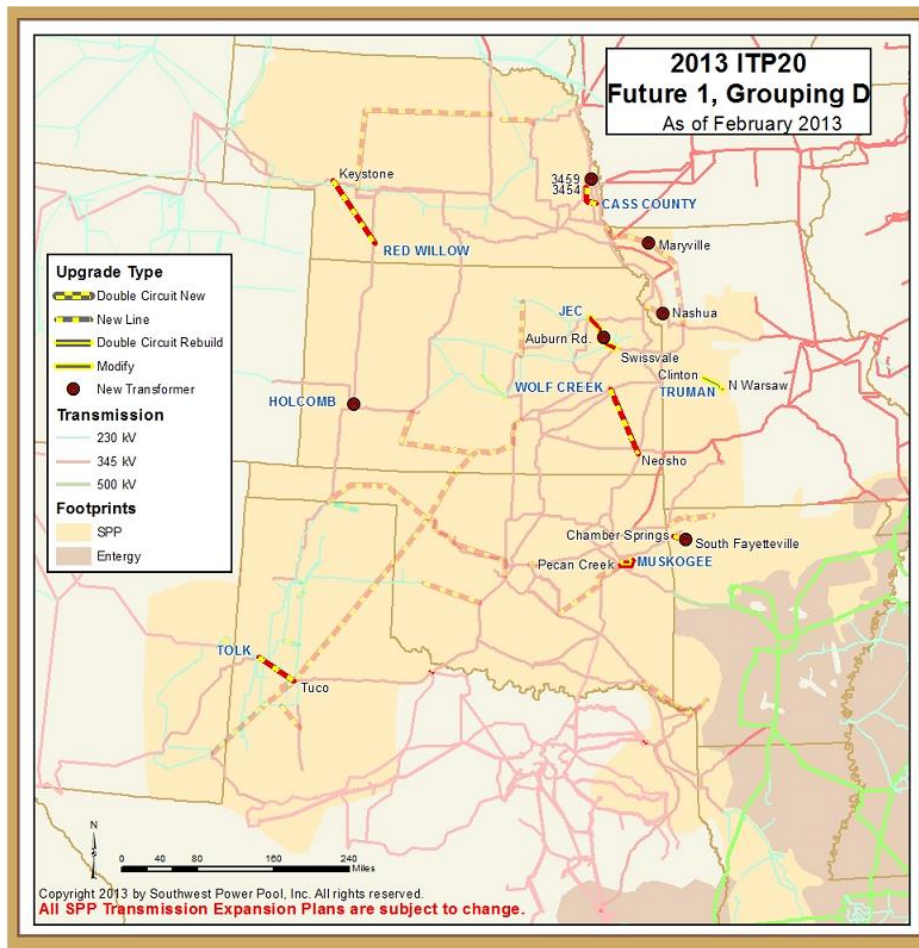 2013 ITP20
Future 1, Grouping D
As of February 2013
Keystone
3459
3454
CASS COUNTY
RED WILLOW
Maryville
Upgrade Type
Double Circuit New
New Line
Double Circuit Rebuild
Modify
New Transformer
Transmission
230 kV
345 kV
500 kV
Footprints
SPP
Entergy
JEC
Nashua
Auburn Rd.
Swissvale
Clinton
WOLF CREEK
TRUMAN
N Warsaw
HOLCOMB
Neosho
Chamber Springs
South Fayetteville
Pecan Creek
MUSKOGEE
TOLK
Tuco
N
0 40 80 160 240
Miles
Copyright 2013 by Southwest Power Pool, Inc. All rights reserved.
All SPP Transmission Expansion Plans are subject to change.